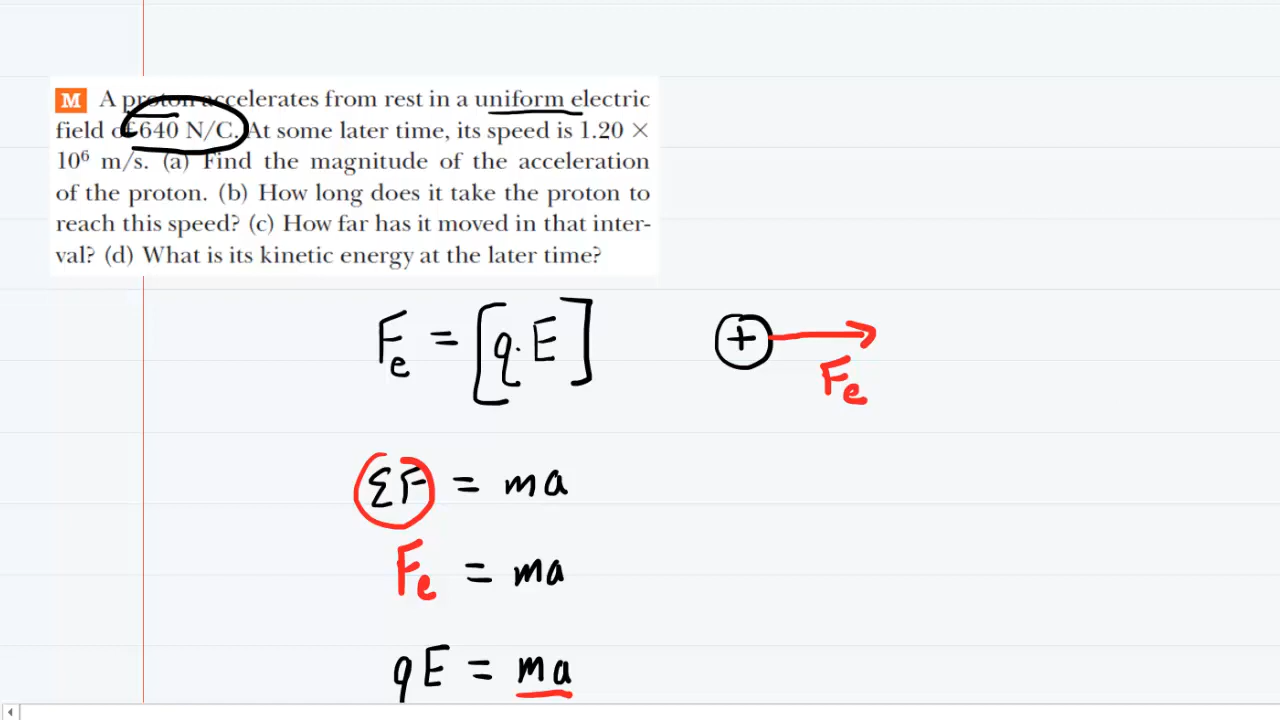 M A proton accelerates from rest in a uniform electric
field of 640 N/C. At some later time, its speed is 1.20 ×
10⁶ m/s. (a) Find the magnitude of the acceleration
of the proton. (b) How long does it take the proton to
reach this speed? (c) How far has it moved in that inter-
val? (d) What is its kinetic energy at the later time?
Fₑ = [q·E]
+
Fₑ
ΣF = ma
Fₑ = ma
qE = ma